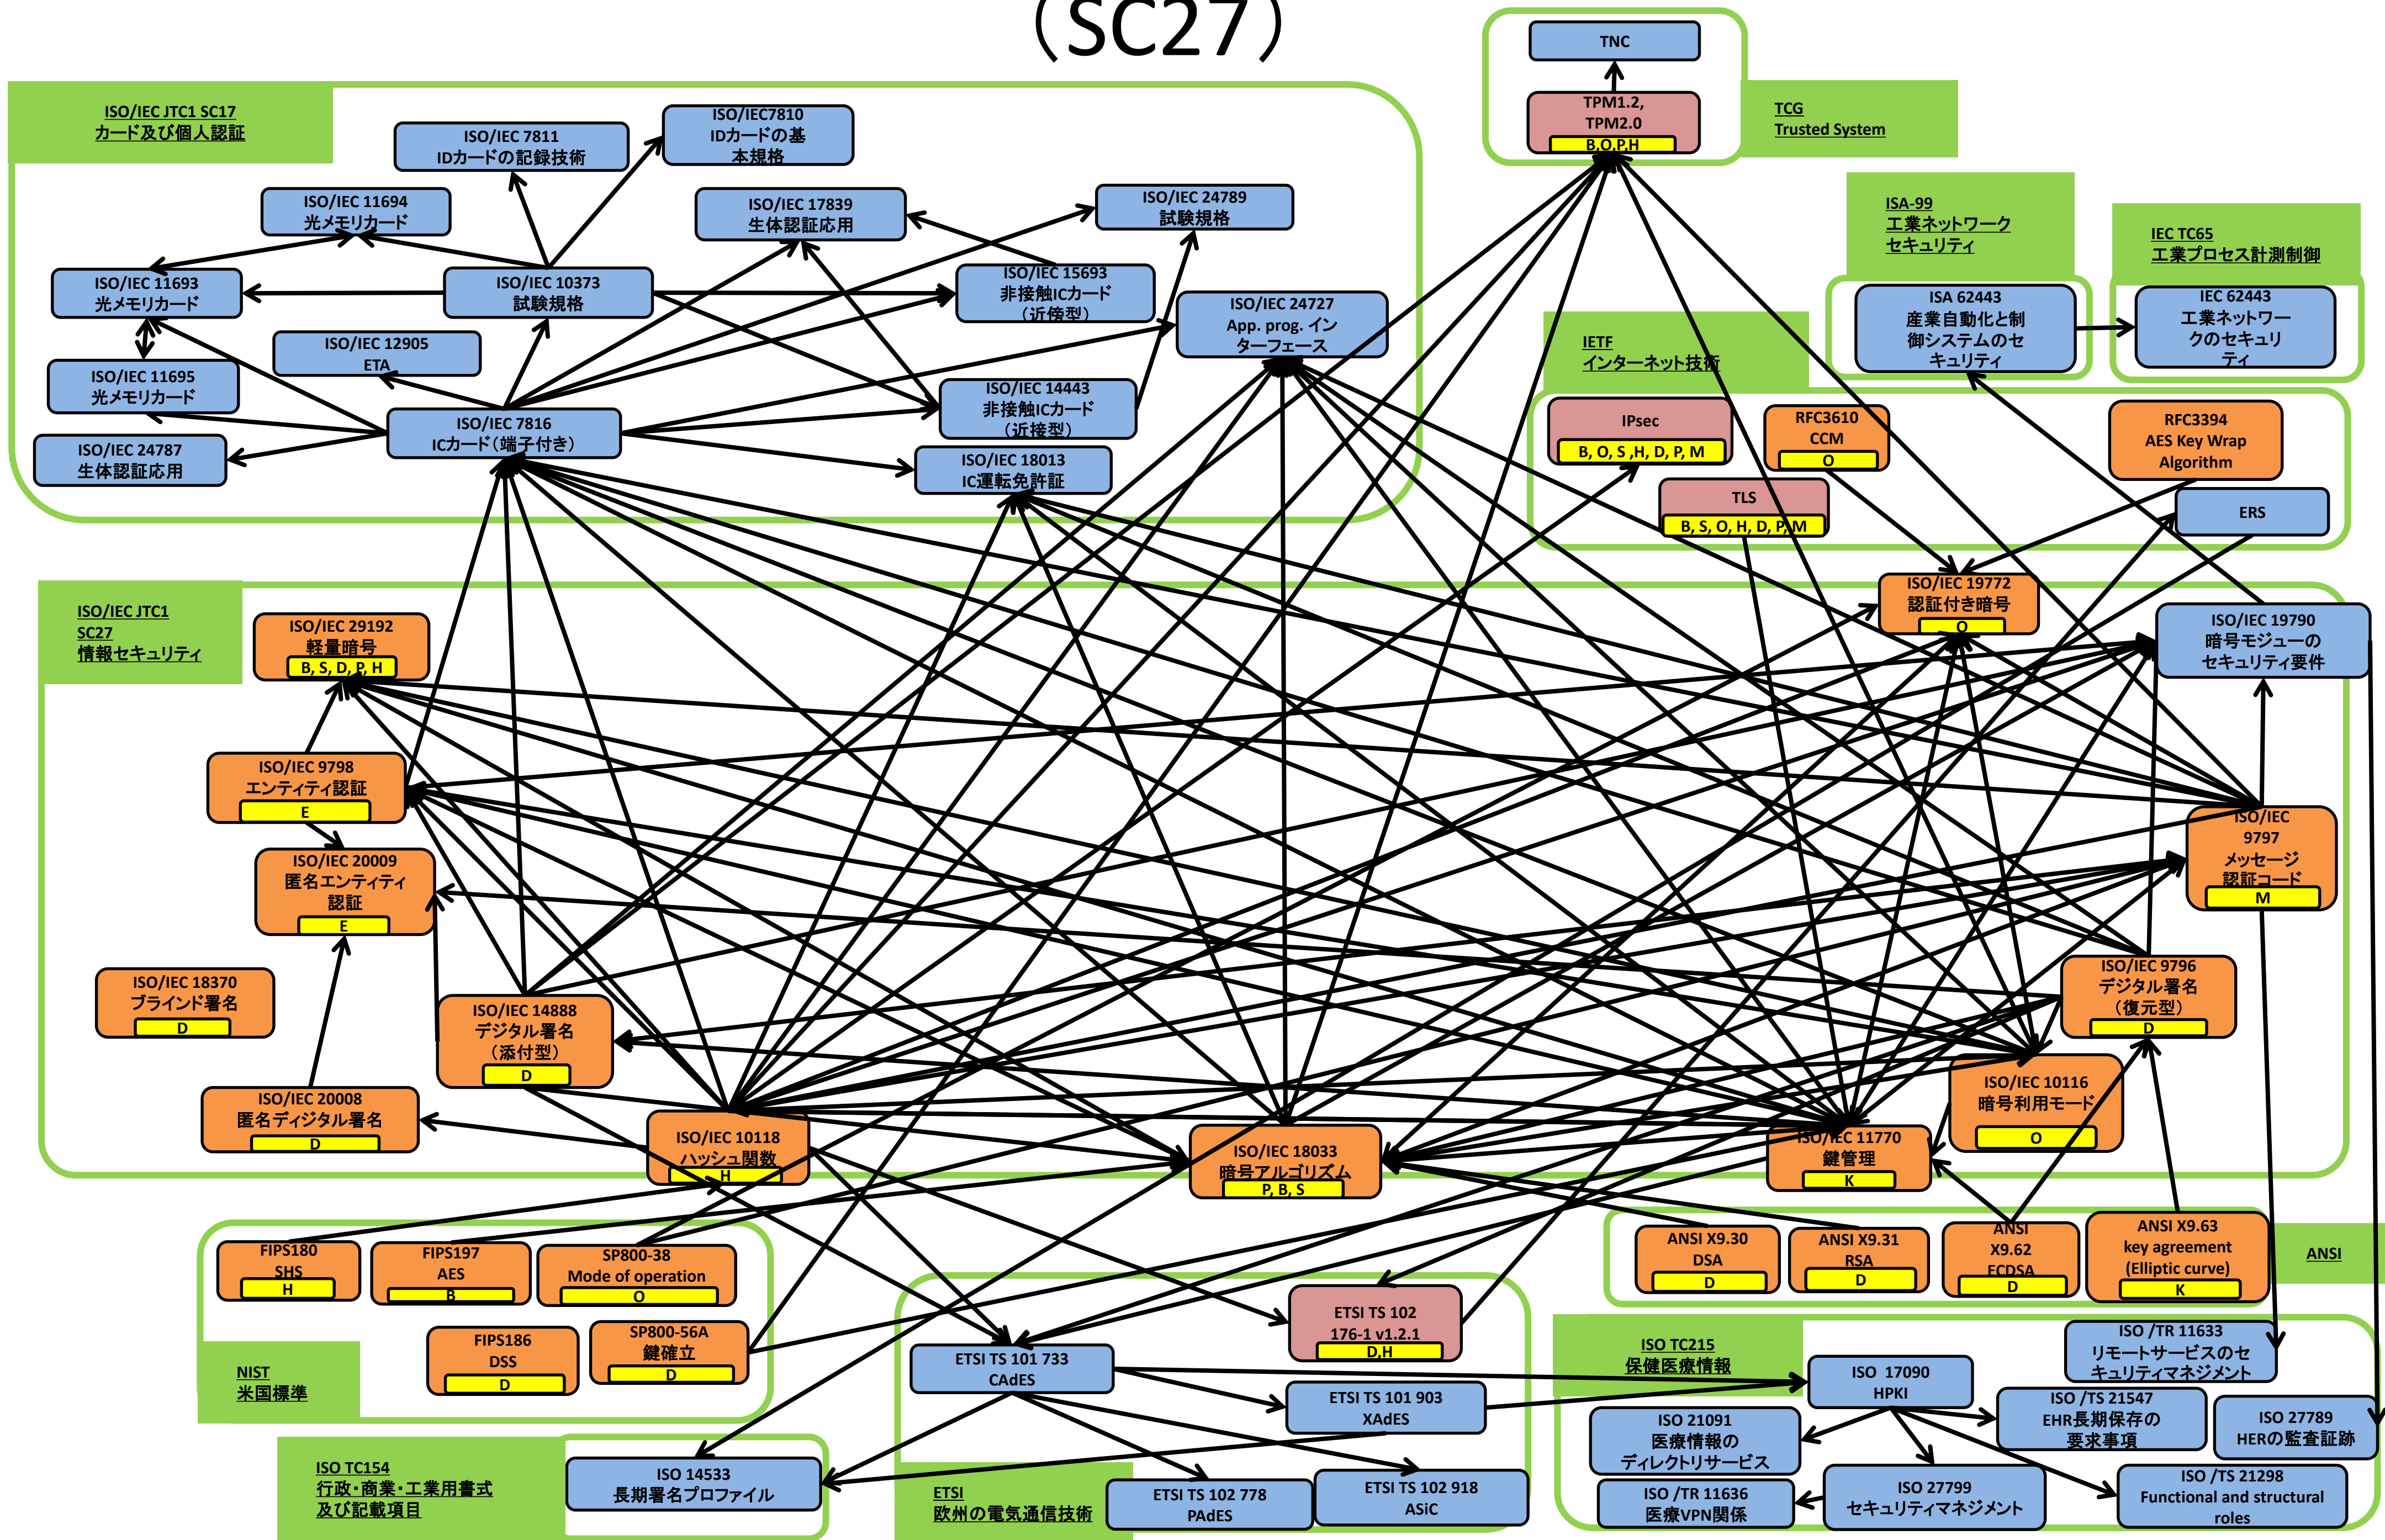 （SC27）
TNC
TPM1.2,
TPM2.0
B,O,P,H
TCG
Trusted System
ISO/IEC JTC1 SC17
カード及び個人認証
ISO/IEC 7811
IDカードの記録技術
ISO/IEC7810
IDカードの基
本規格
ISO/IEC 11694
光メモリカード
ISO/IEC 17839
生体認証応用
ISO/IEC 24789
試験規格
ISO/IEC 11693
光メモリカード
ISO/IEC 10373
試験規格
ISO/IEC 15693
非接触ICカード
（近傍型）
ISO/IEC 24727
App. prog. イン
ターフェース
ISO/IEC 12905
ETA
ISO/IEC 11695
光メモリカード
ISO/IEC 7816
ICカード（端子付き）
ISO/IEC 14443
非接触ICカード
（近接型）
ISO/IEC 24787
生体認証応用
ISO/IEC 18013
IC運転免許証
ISA-99
工業ネットワーク
セキュリティ
IEC TC65
工業プロセス計測制御
ISA 62443
産業自動化と制
御システムのセ
キュリティ
IEC 62443
工業ネットワー
クのセキュリ
ティ
IETF
インターネット技術
IPsec
B, O, S ,H, D, P, M
RFC3610
CCM
O
RFC3394
AES Key Wrap
Algorithm
TLS
B, S, O, H, D, P, M
ERS
ISO/IEC JTC1
SC27
情報セキュリティ
ISO/IEC 29192
軽量暗号
B, S, D, P, H
ISO/IEC 19772
認証付き暗号
O
ISO/IEC 19790
暗号モジューの
セキュリティ要件
ISO/IEC 9798
エンティティ認証
E
ISO/IEC
9797
メッセージ
認証コード
M
ISO/IEC 20009
匿名エンティティ
認証
E
ISO/IEC 18370
ブラインド署名
D
ISO/IEC 14888
デジタル署名
（添付型）
D
ISO/IEC 9796
デジタル署名
（復元型）
D
ISO/IEC 20008
匿名ディジタル署名
D
ISO/IEC 10118
ハッシュ関数
H
ISO/IEC 18033
暗号アルゴリズム
P, B, S
ISO/IEC 11770
鍵管理
K
ISO/IEC 10116
暗号利用モード
O
FIPS180
SHS
H
FIPS197
AES
B
SP800-38
Mode of operation
O
FIPS186
DSS
D
SP800-56A
鍵確立
D
NIST
米国標準
ANSI X9.30
DSA
D
ANSI X9.31
RSA
D
ANSI
X9.62
ECDSA
D
ANSI X9.63
key agreement
(Elliptic curve)
K
ANSI
ETSI TS 102
176-1 v1.2.1
D,H
ETSI TS 101 733
CAdES
ETSI TS 101 903
XAdES
ETSI TS 102 778
PAdES
ETSI TS 102 918
ASiC
ETSI
欧州の電気通信技術
ISO TC154
行政・商業・工業用書式
及び記載項目
ISO 14533
長期署名プロファイル
ISO TC215
保健医療情報
ISO /TR 11633
リモートサービスのセ
キュリティマネジメント
ISO 17090
HPKI
ISO /TS 21547
EHR長期保存の
要求事項
ISO 27789
HERの監査証跡
ISO 21091
医療情報の
ディレクトリサービス
ISO /TR 11636
医療VPN関係
ISO 27799
セキュリティマネジメント
ISO /TS 21298
Functional and structural
roles